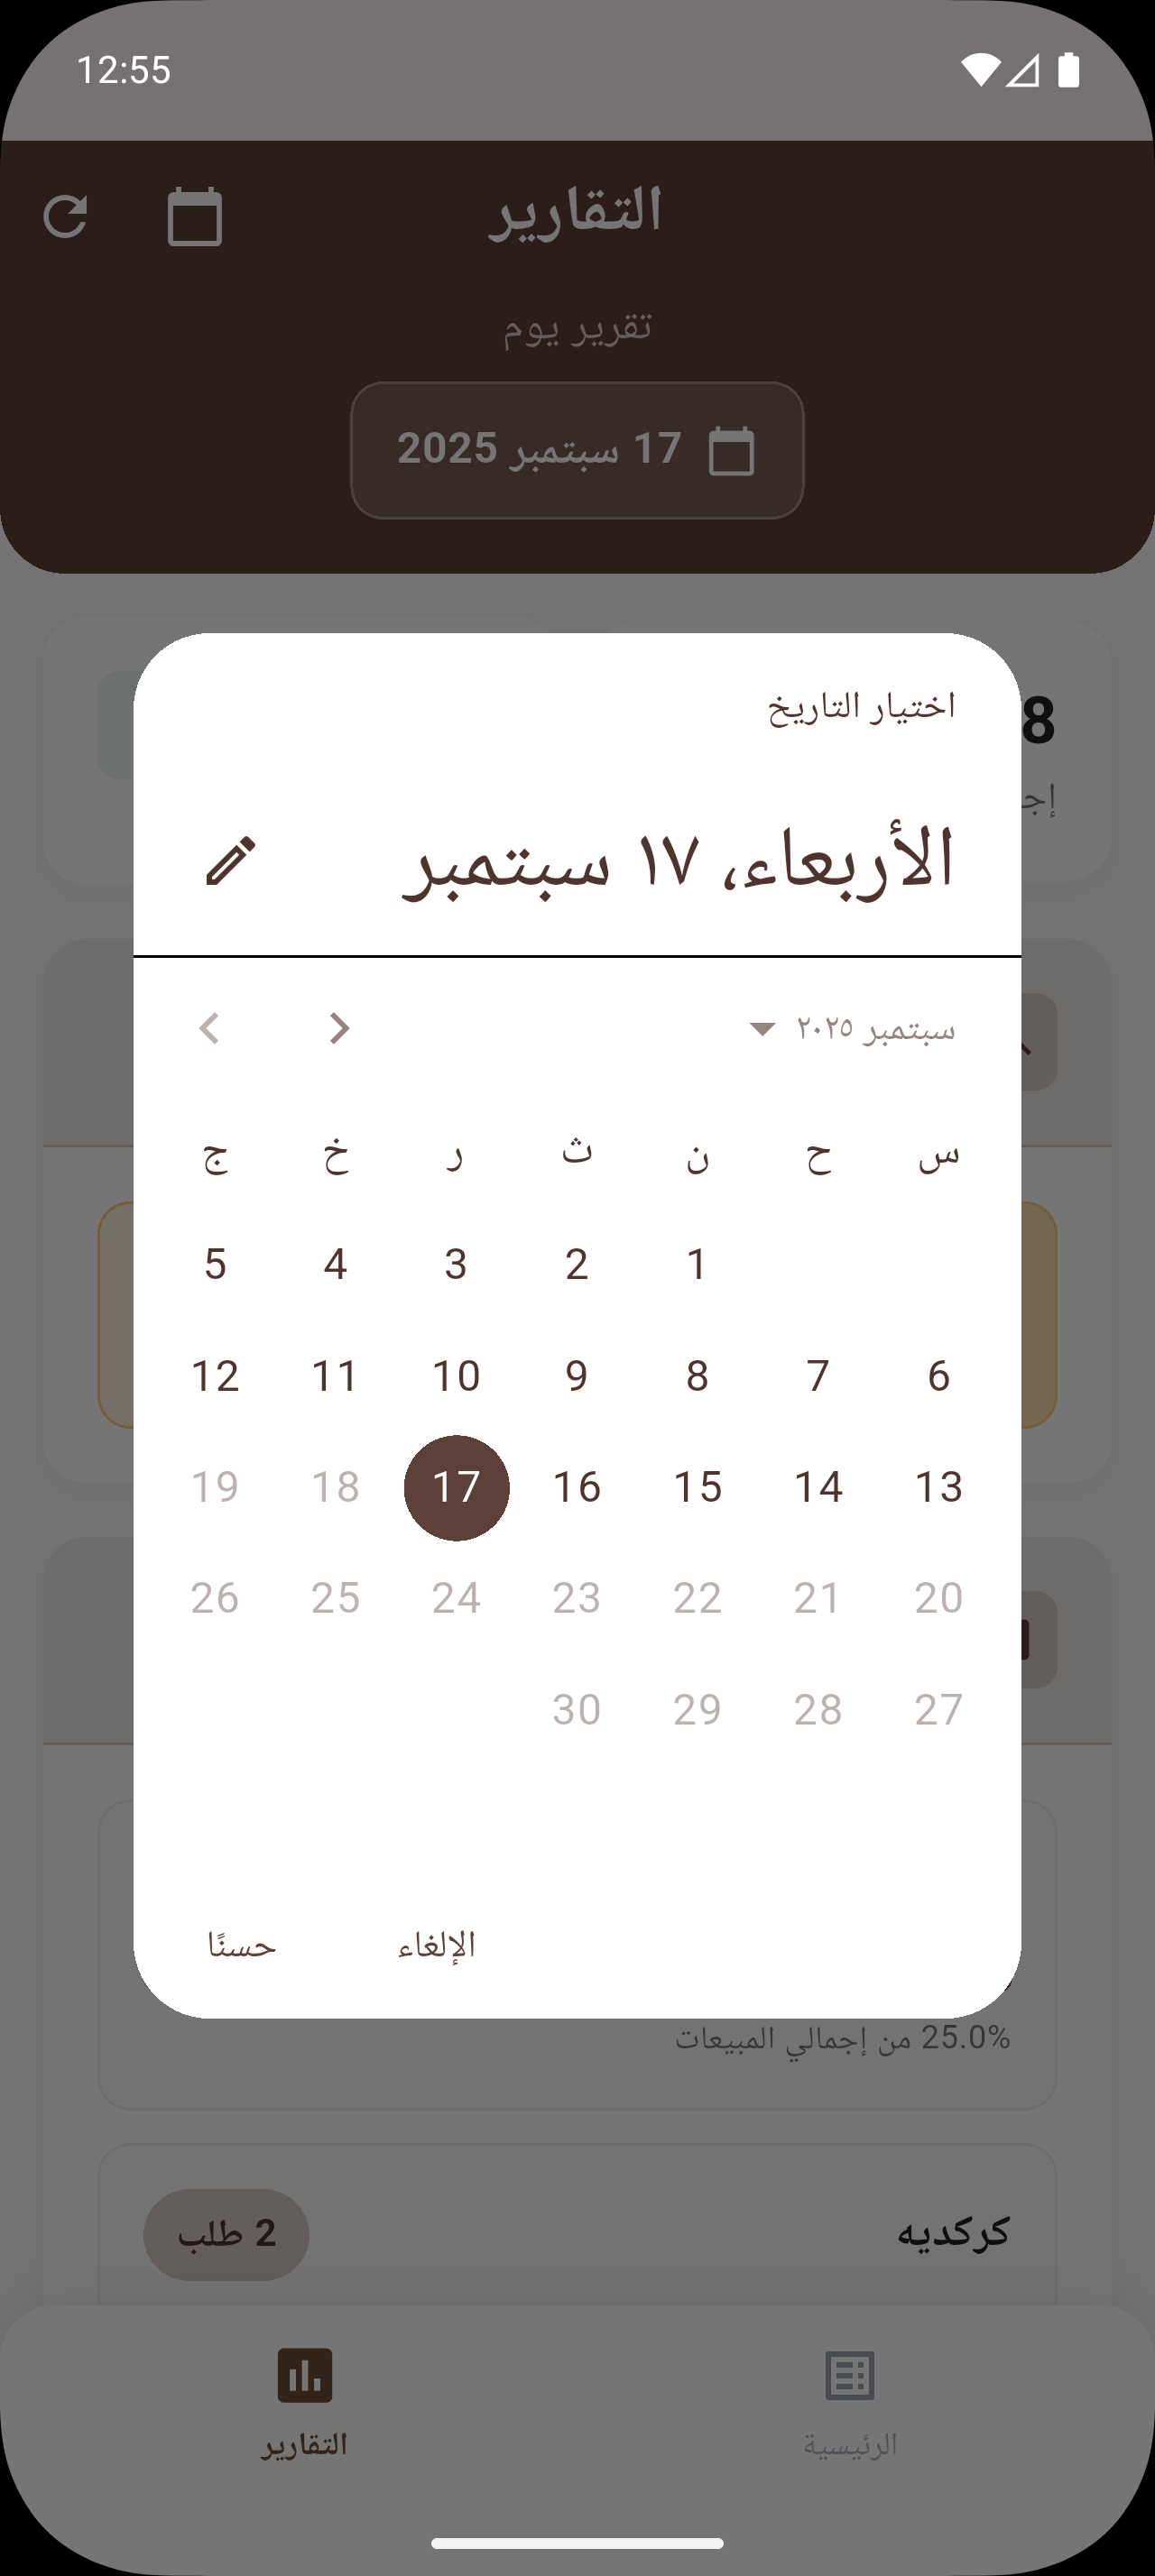 12:55
التقارير
تقرير يوم
17 سبتمبر 2025
8
اختيار التاريخ
الأربعاء، ١٧ سبتمبر
سبتمبر ٢٠٢٥
س ح ن ث ر خ ج
1 2 3 4 5
6 7 8 9 10 11 12
13 14 15 16 17 18 19
20 21 22 23 24 25 26
27 28 29 30
الإلغاء حسنًا
25.0% من إجمالي المبيعات
كركديه
2 طلب
الرئيسية
التقارير